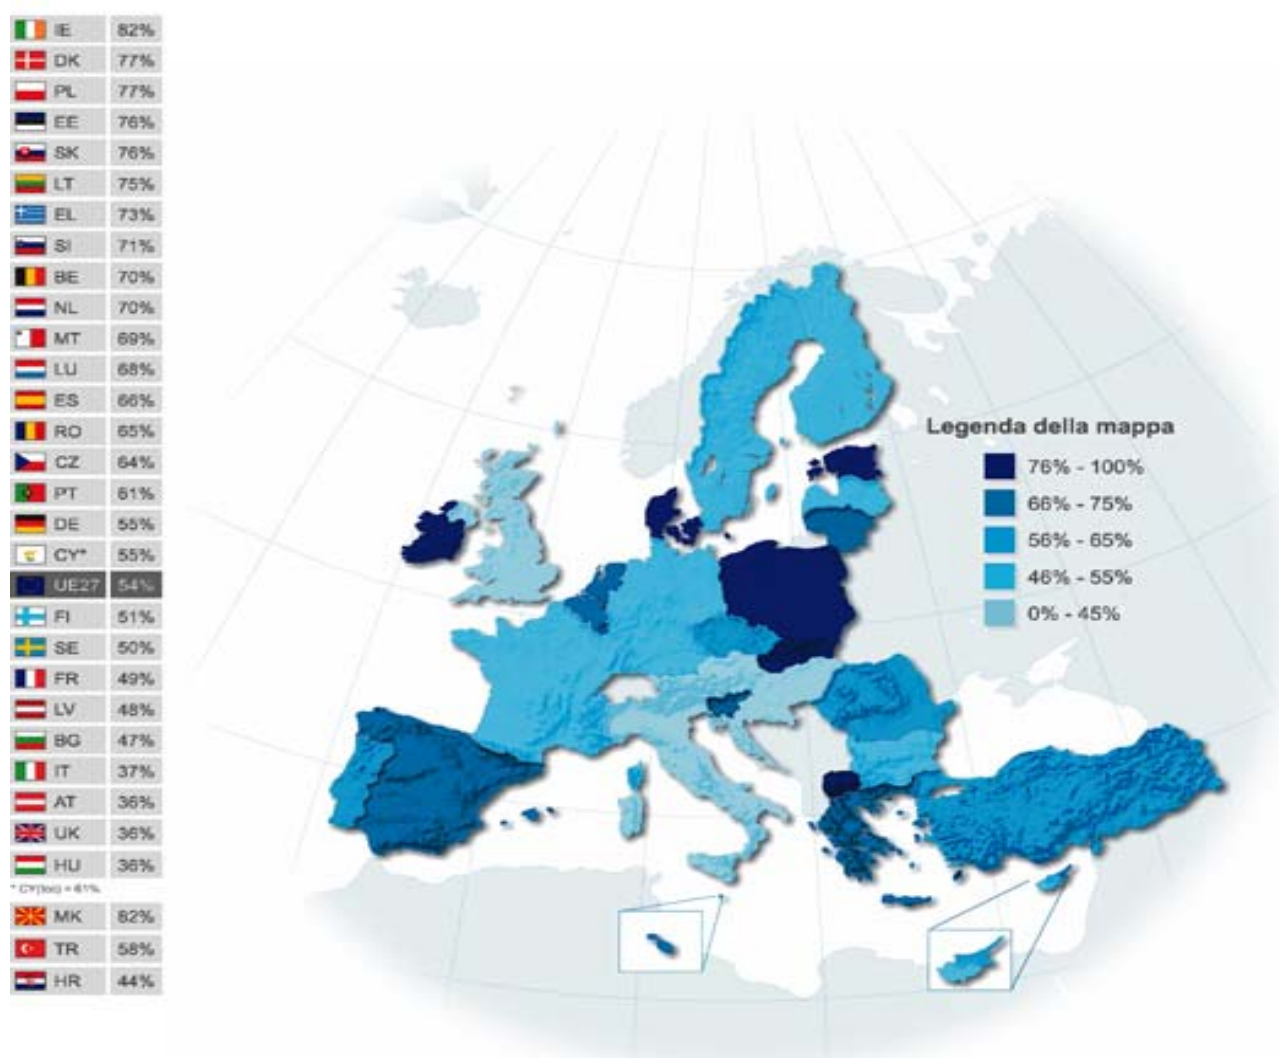 IE 82%
DK 77%
PL 77%
EE 76%
SK 76%
LT 75%
EL 73%
SI 71%
BE 70%
NL 70%
MT 69%
LU 68%
ES 66%
RO 65%
CZ 64%
PT 61%
DE 55%
CY* 55%
UE27 54%
FI 51%
SE 50%
FR 49%
LV 48%
BG 47%
IT 37%
AT 36%
UK 36%
HU 36%
* CY(tcc) = 61%
MK 82%
TR 58%
HR 44%
Legenda della mappa
76% - 100%
66% - 75%
56% - 65%
46% - 55%
0% - 45%